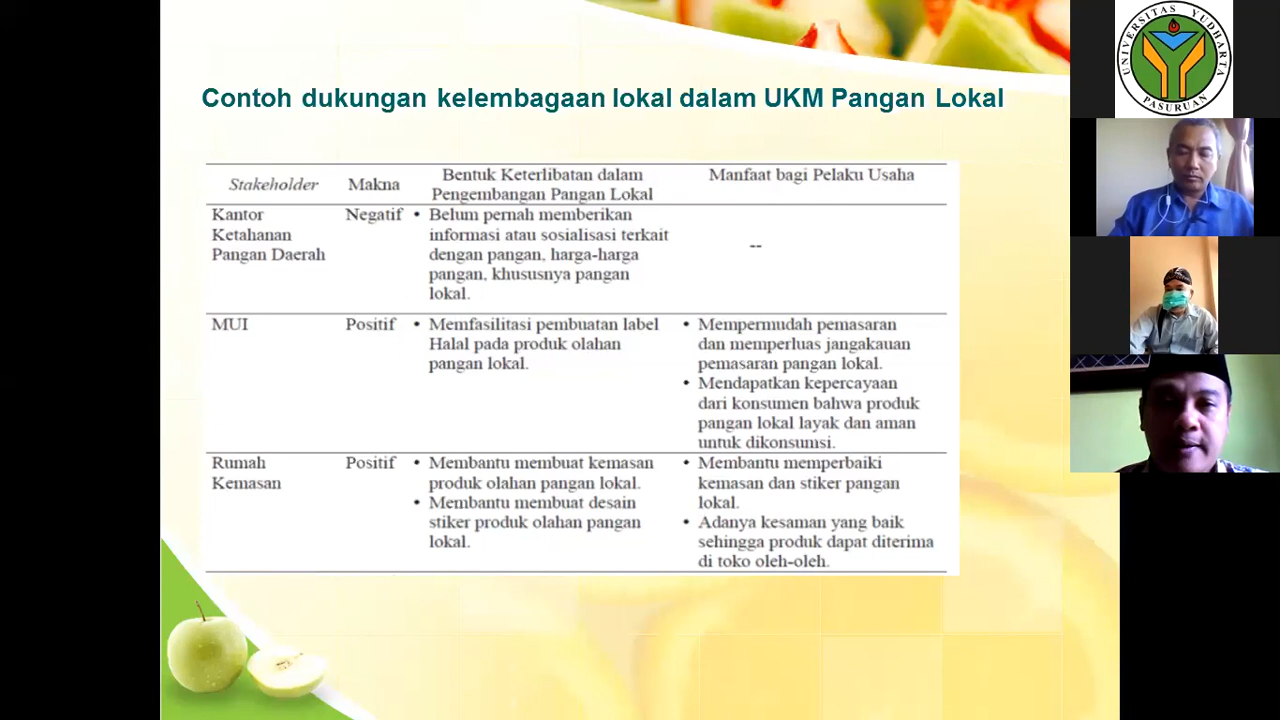 Contoh dukungan kelembagaan lokal dalam UKM Pangan Lokal
Stakeholder
Makna
Bentuk Keterlibatan dalam
Pengembangan Pangan Lokal
Manfaat bagi Pelaku Usaha
Kantor
Ketahanan
Pangan Daerah
Negatif
• Belum pernah memberikan
informasi atau sosialisasi terkait
dengan pangan, harga-harga
pangan, khususnya pangan
lokal.
--
MUI
Positif
• Memfasilitasi pembuatan label
Halal pada produk olahan
pangan lokal.
• Mempermudah pemasaran
dan memperluas jangakauan
pemasaran pangan lokal.
• Mendapatkan kepercayaan
dari konsumen bahwa produk
pangan lokal layak dan aman
untuk dikonsumsi.
Rumah
Kemasan
Positif
• Membantu membuat kemasan
produk olahan pangan lokal.
• Membantu membuat desain
stiker produk olahan pangan
lokal.
• Membantu memperbaiki
kemasan dan stiker pangan
lokal.
• Adanya kesaman yang baik
sehingga produk dapat diterima
di toko oleh-oleh.
UNIVERSITAS YUDHARTA
PASURUAN